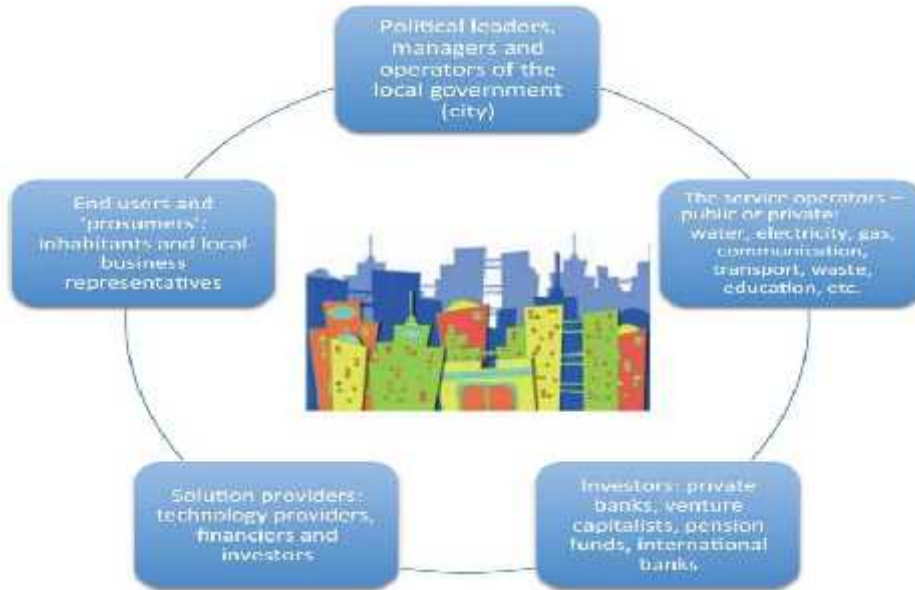 Political leaders,
managers and
operators of the
local government
(city)
End users and
'prosumers':
inhabitants and local
business
representatives
The service operators –
public or private:
water, electricity, gas,
communication,
transport, waste,
education, etc.
Solution providers:
technology providers,
financiers and
investors
Investors: private
banks, venture
capitalists, pension
funds, international
banks